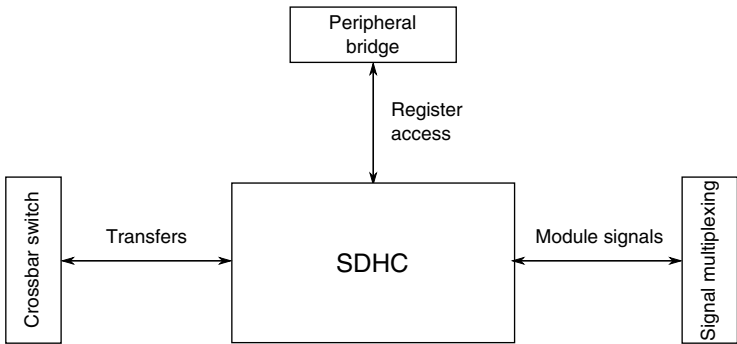 Peripheral
bridge
Register
access
Crossbar switch
Transfers
SDHC
Module signals
Signal multiplexing